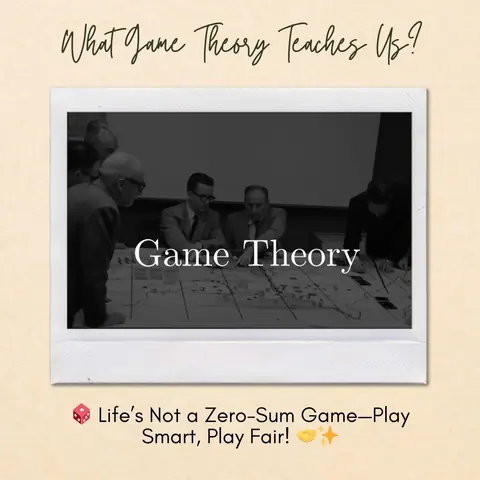 What Game Theory Teaches Us?
Game Theory
🎲 Life’s Not a Zero-Sum Game—Play
Smart, Play Fair! 🤝✨